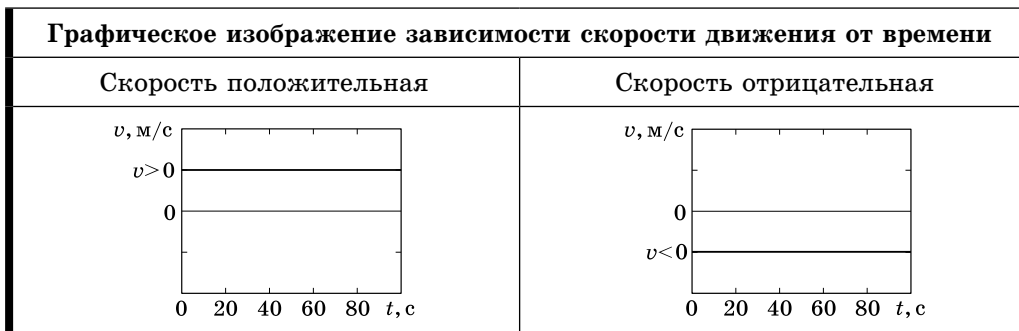 Графическое изображение зависимости скорости движения от времени
Скорость положительная
Скорость отрицательная
v, м/с
v>0
0
0 20 40 60 80 t, с
v, м/с
0
v<0
0 20 40 60 80 t, с